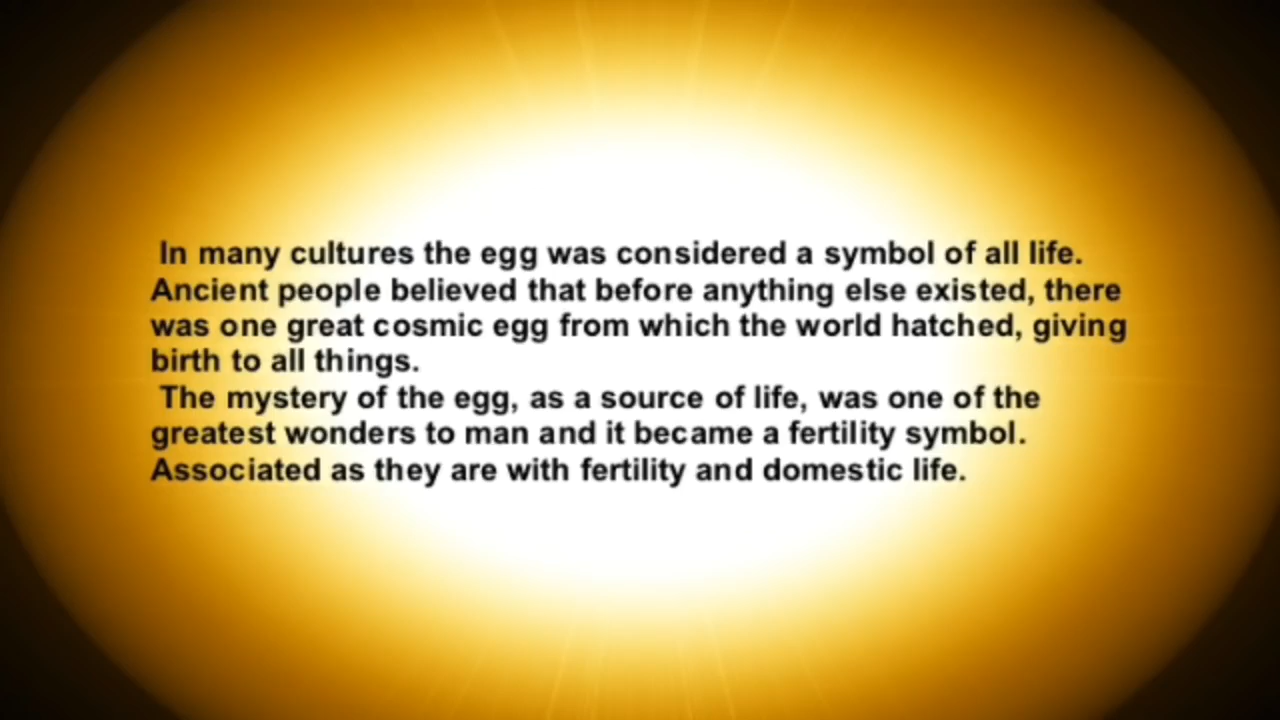 In many cultures the egg was considered a symbol of all life.
Ancient people believed that before anything else existed, there
was one great cosmic egg from which the world hatched, giving
birth to all things.
The mystery of the egg, as a source of life, was one of the
greatest wonders to man and it became a fertility symbol.
Associated as they are with fertility and domestic life.